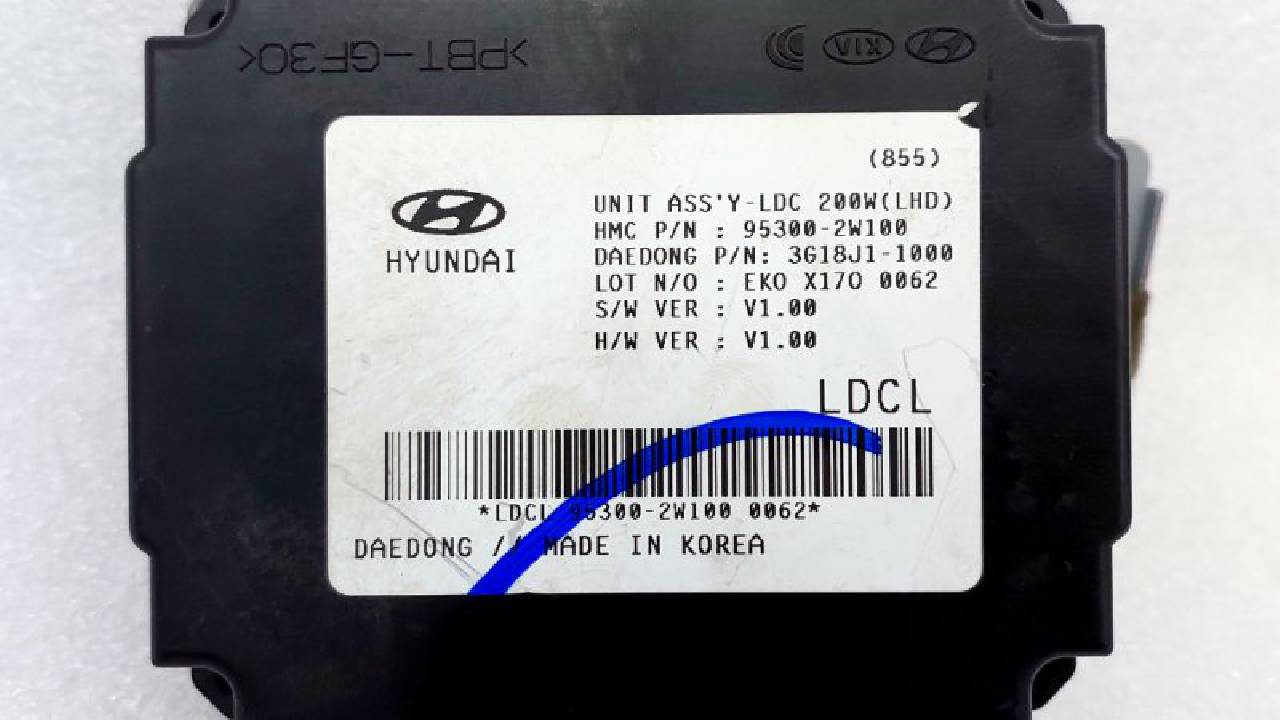 >PBT-GF30<
KIA
(855)
HYUNDAI
UNIT ASS'Y-LDC 200W(LHD)
HMC P/N : 95300-2W100
DAEDONG P/N: 3G18J1-1000
LOT N/O : EKO X170 0062
S/W VER : V1.00
H/W VER : V1.00
LDCL
*LDCL 95300-2W100 0062*
DAEDONG // MADE IN KOREA